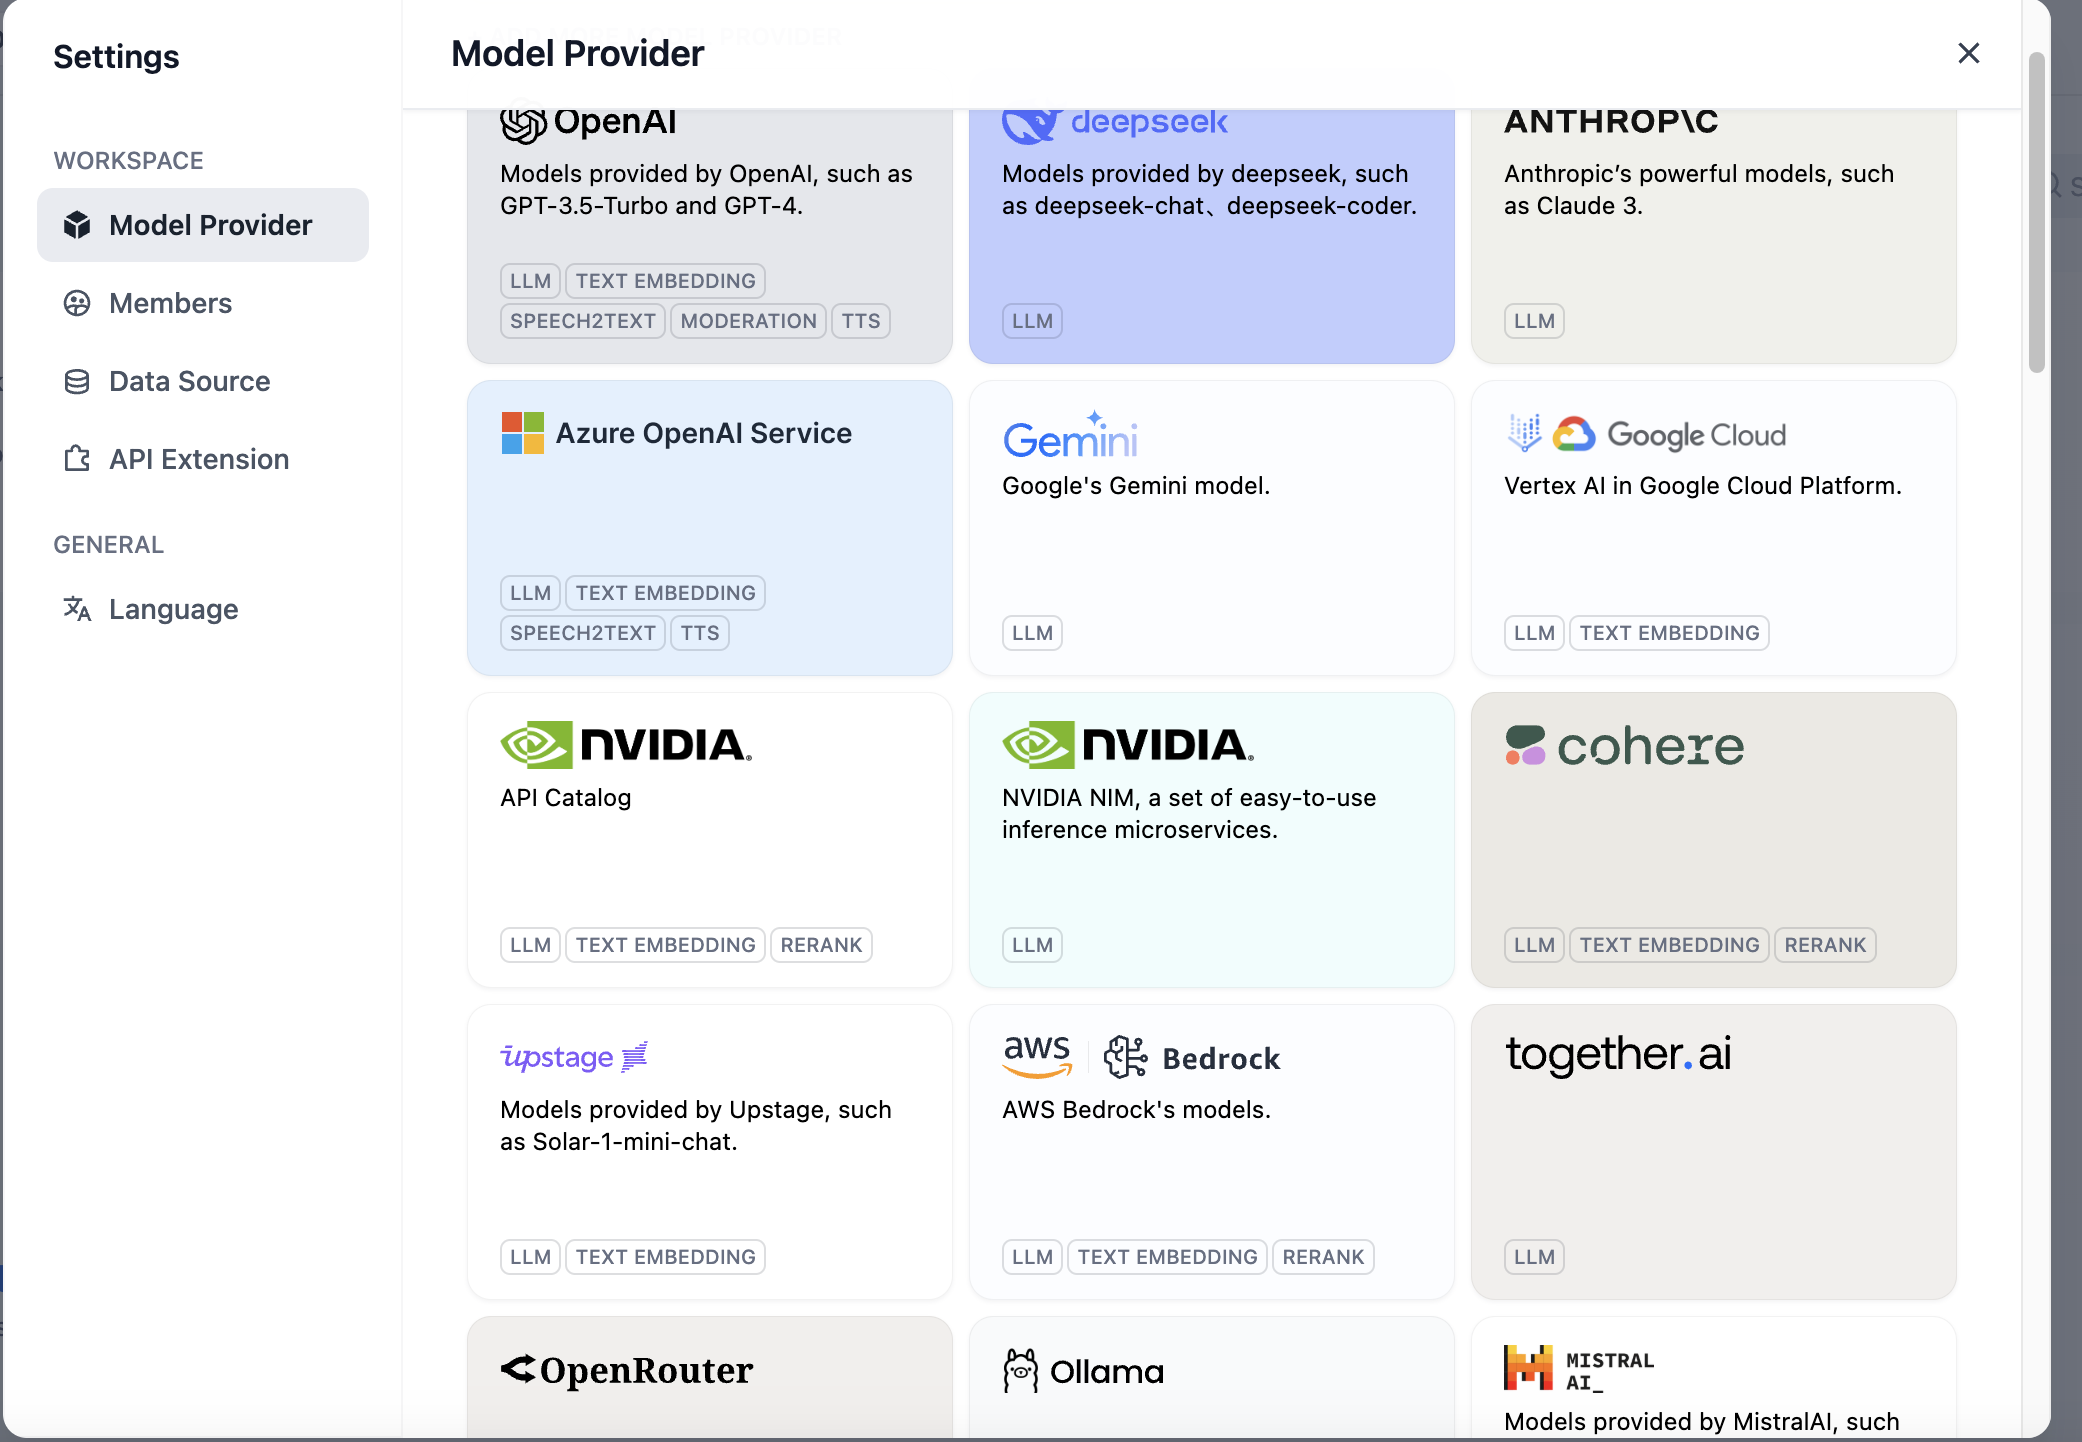 Settings
WORKSPACE
Model Provider
Members
Data Source
API Extension
GENERAL
Language
Model Provider
OpenAI
Models provided by OpenAI, such as
GPT-3.5-Turbo and GPT-4.
LLM TEXT EMBEDDING
SPEECH2TEXT MODERATION TTS
deepseek
Models provided by deepseek, such
as deepseek-chat、deepseek-coder.
LLM
ANTHROP\C
Anthropic’s powerful models, such
as Claude 3.
LLM
Azure OpenAI Service
LLM TEXT EMBEDDING
SPEECH2TEXT TTS
Gemini
Google's Gemini model.
LLM
Google Cloud
Vertex AI in Google Cloud Platform.
LLM TEXT EMBEDDING
NVIDIA.
API Catalog
LLM TEXT EMBEDDING RERANK
NVIDIA.
NVIDIA NIM, a set of easy-to-use
inference microservices.
LLM
cohere
LLM TEXT EMBEDDING RERANK
upstage
Models provided by Upstage, such
as Solar-1-mini-chat.
LLM TEXT EMBEDDING
aws Bedrock
AWS Bedrock's models.
LLM TEXT EMBEDDING RERANK
together.ai
LLM
OpenRouter
Ollama
MISTRAL
AI_
Models provided by MistralAI, such